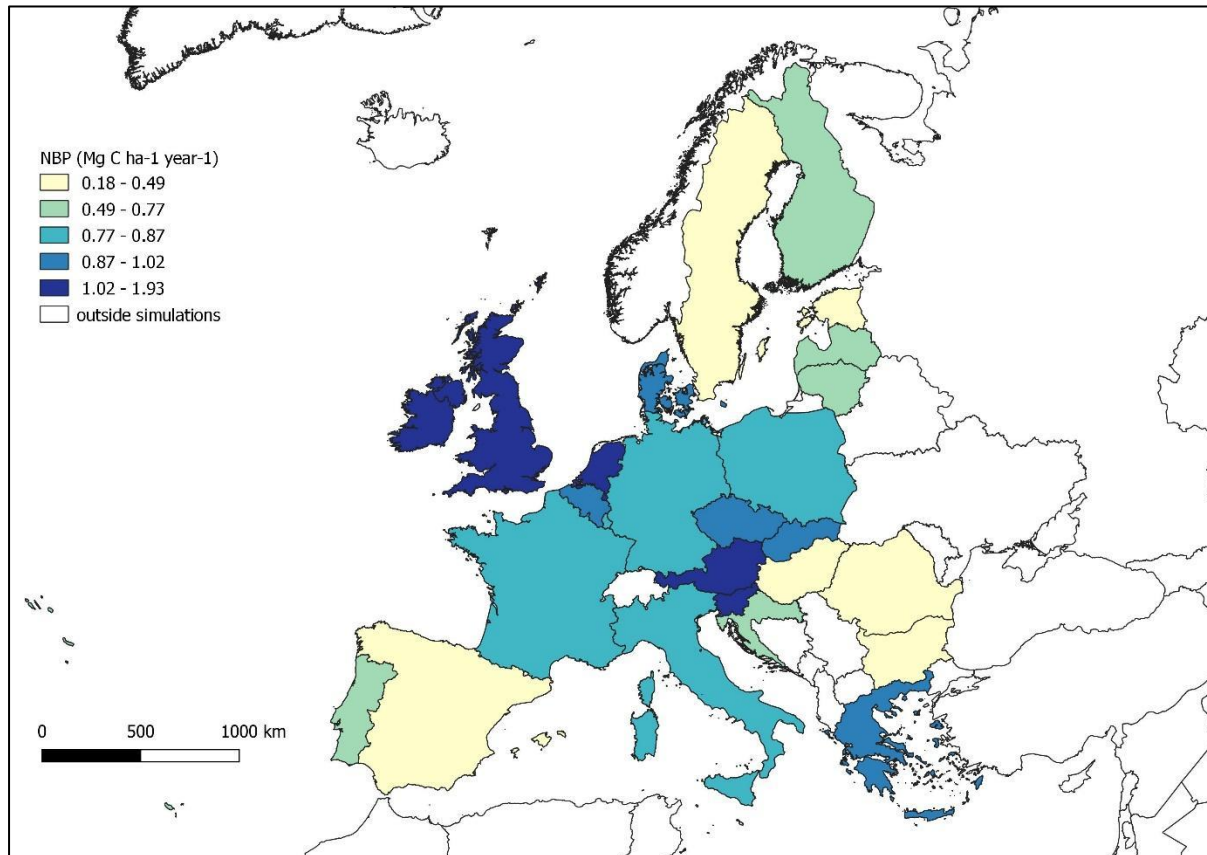 NBP (Mg C ha-1 year-1)
0.18 - 0.49
0.49 - 0.77
0.77 - 0.87
0.87 - 1.02
1.02 - 1.93
outside simulations
0 500 1000 km